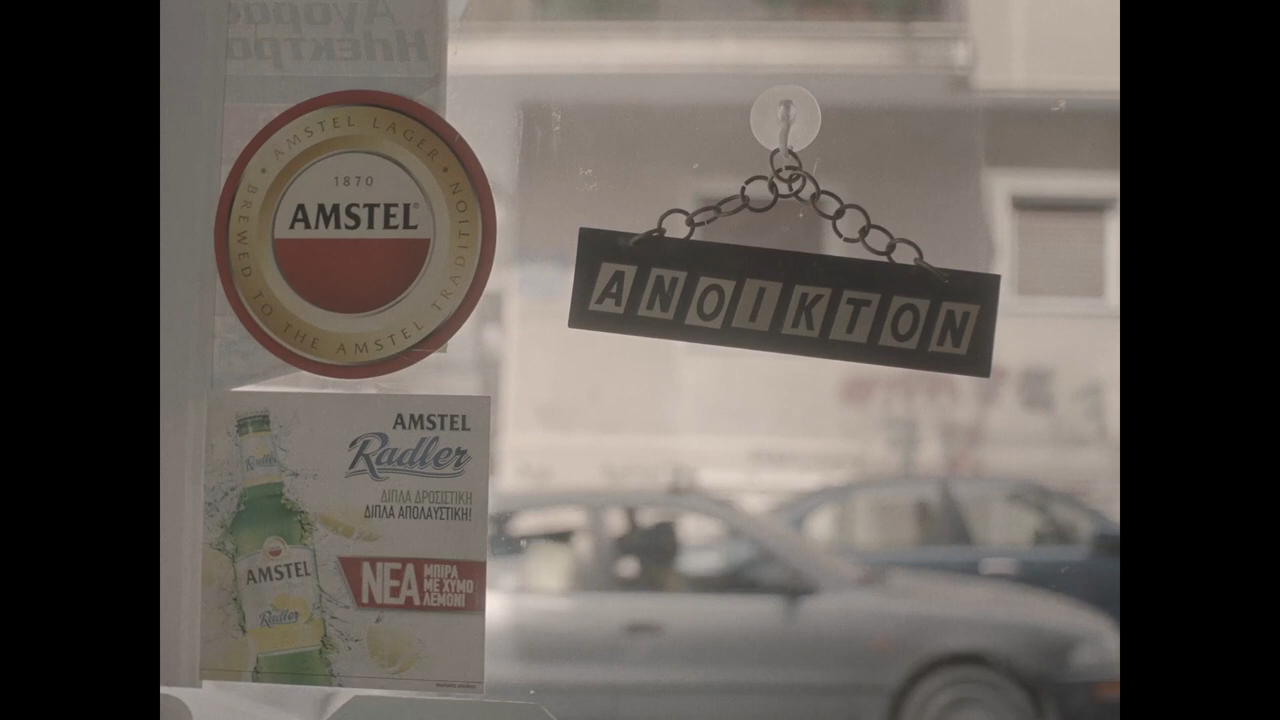 AMSTEL LAGER
BREWED TO THE AMSTEL TRADITION
1870
AMSTEL®
ΑΝΟΙΚΤΟΝ
AMSTEL
Radler
ΔΙΠΛΑ ΔΡΟΣΙΣΤΙΚΗ
ΔΙΠΛΑ ΑΠΟΛΑΥΣΤΙΚΗ!
ΝΕΑ
ΜΠΙΡΑ
ΜΕ ΧΥΜΟ
ΛΕΜΟΝΙ
Radler
AMSTEL
Radler